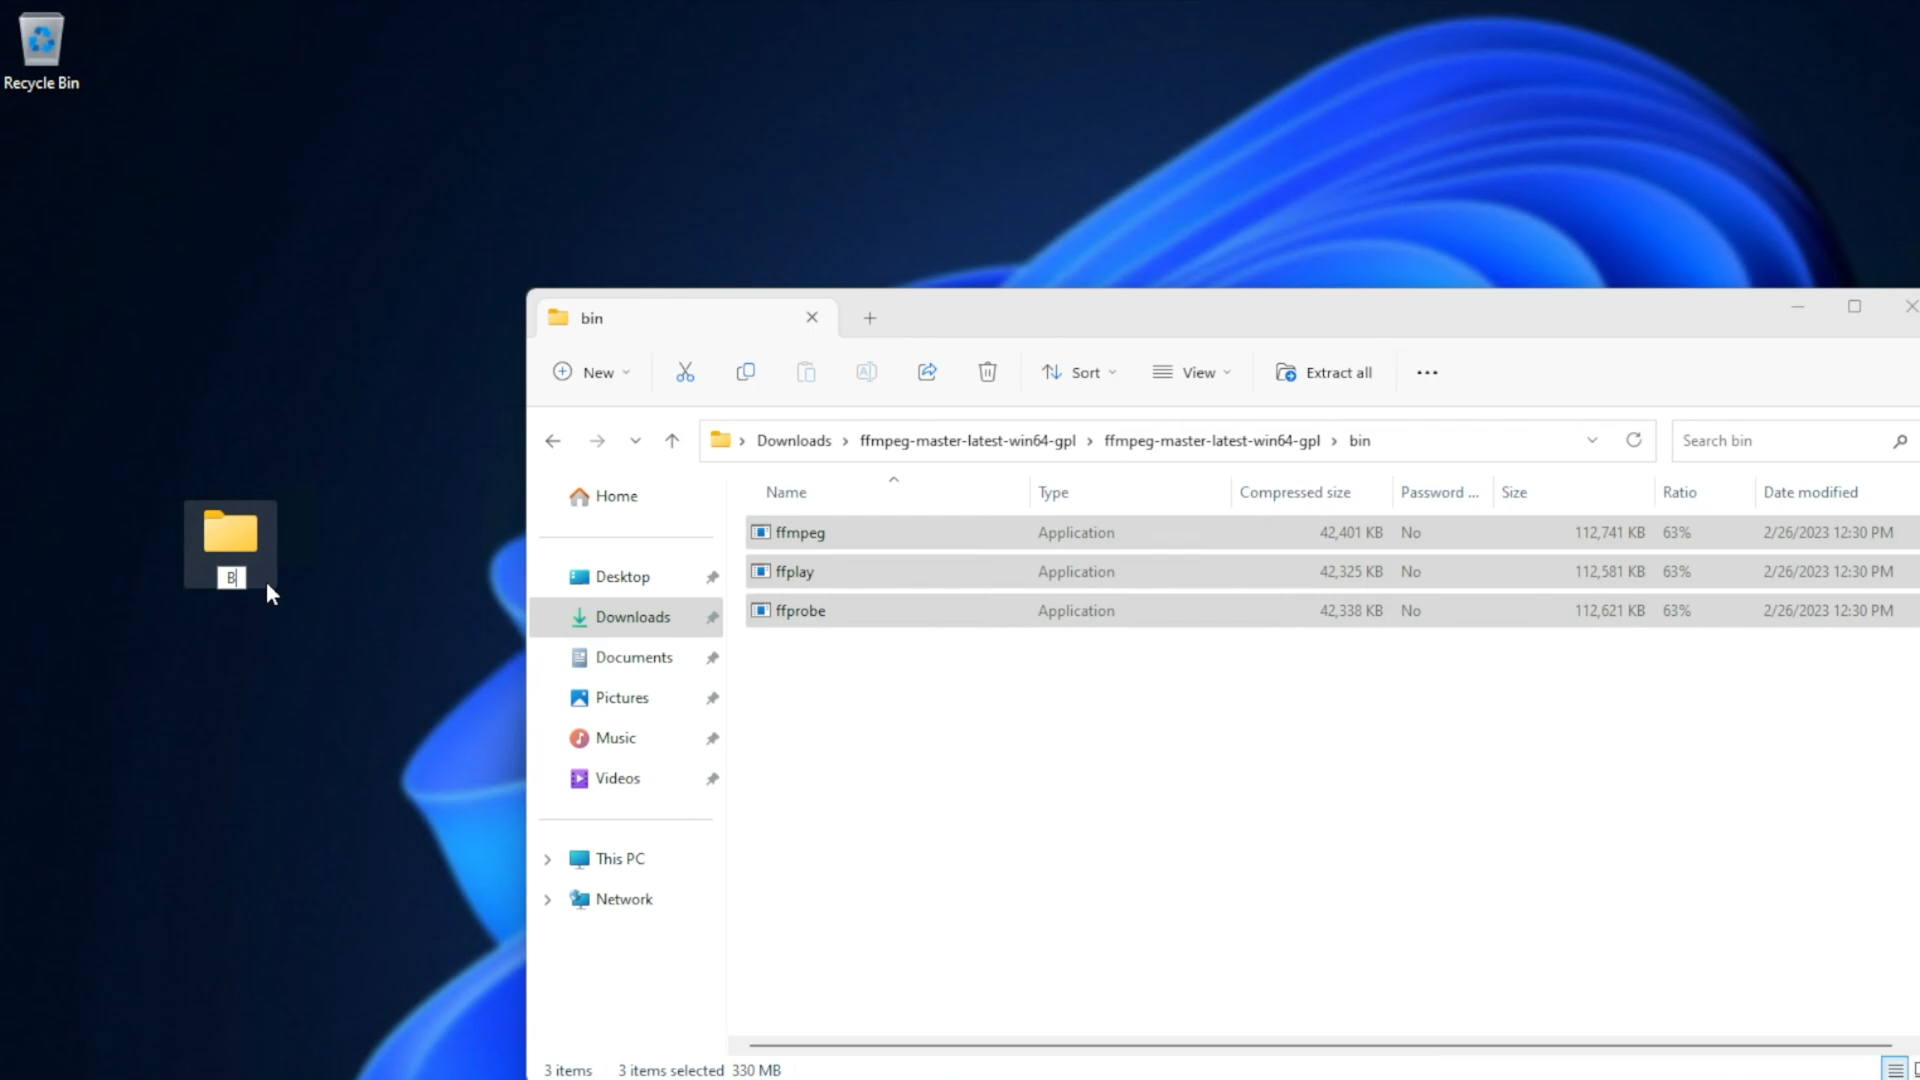 Recycle Bin
B
bin
New
Sort
View
Extract all
Downloads
ffmpeg-master-latest-win64-gpl
ffmpeg-master-latest-win64-gpl
bin
Search bin
Home
Desktop
Downloads
Documents
Pictures
Music
Videos
This PC
Network
Name Type Compressed size Password ... Size Ratio Date modified
ffmpeg Application 42,401 KB No 112,741 KB 63% 2/26/2023 12:30 PM
ffplay Application 42,325 KB No 112,581 KB 63% 2/26/2023 12:30 PM
ffprobe Application 42,338 KB No 112,621 KB 63% 2/26/2023 12:30 PM
3 items 3 items selected 330 MB